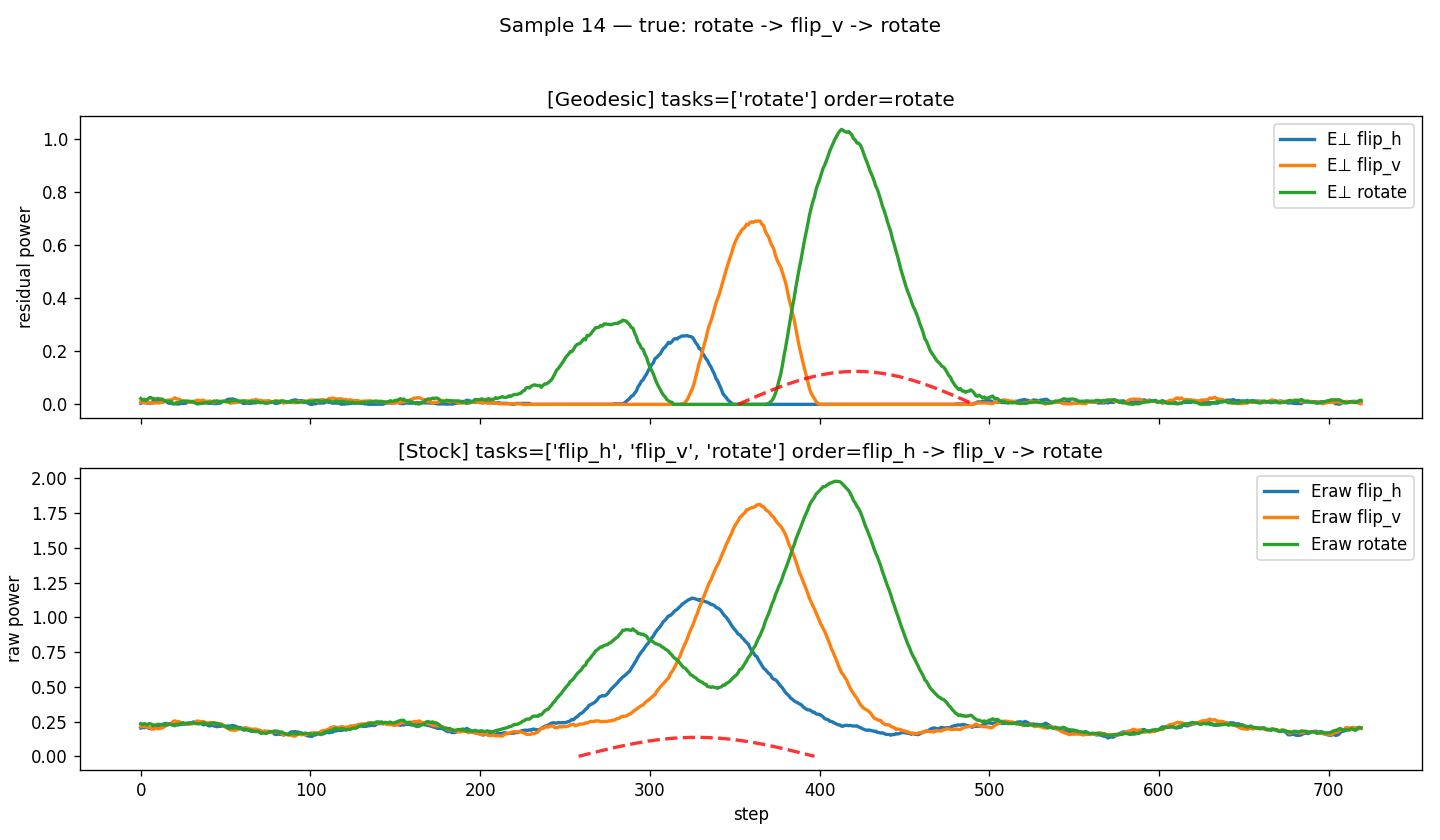 Sample 14 — true: rotate -> flip_v -> rotate
[Geodesic] tasks=['rotate'] order=rotate
residual power
1.0
0.8
0.6
0.4
0.2
0.0
E⊥ flip_h
E⊥ flip_v
E⊥ rotate
[Stock] tasks=['flip_h', 'flip_v', 'rotate'] order=flip_h -> flip_v -> rotate
raw power
2.00
1.75
1.50
1.25
1.00
0.75
0.50
0.25
0.00
Eraw flip_h
Eraw flip_v
Eraw rotate
0 100 200 300 400 500 600 700
step